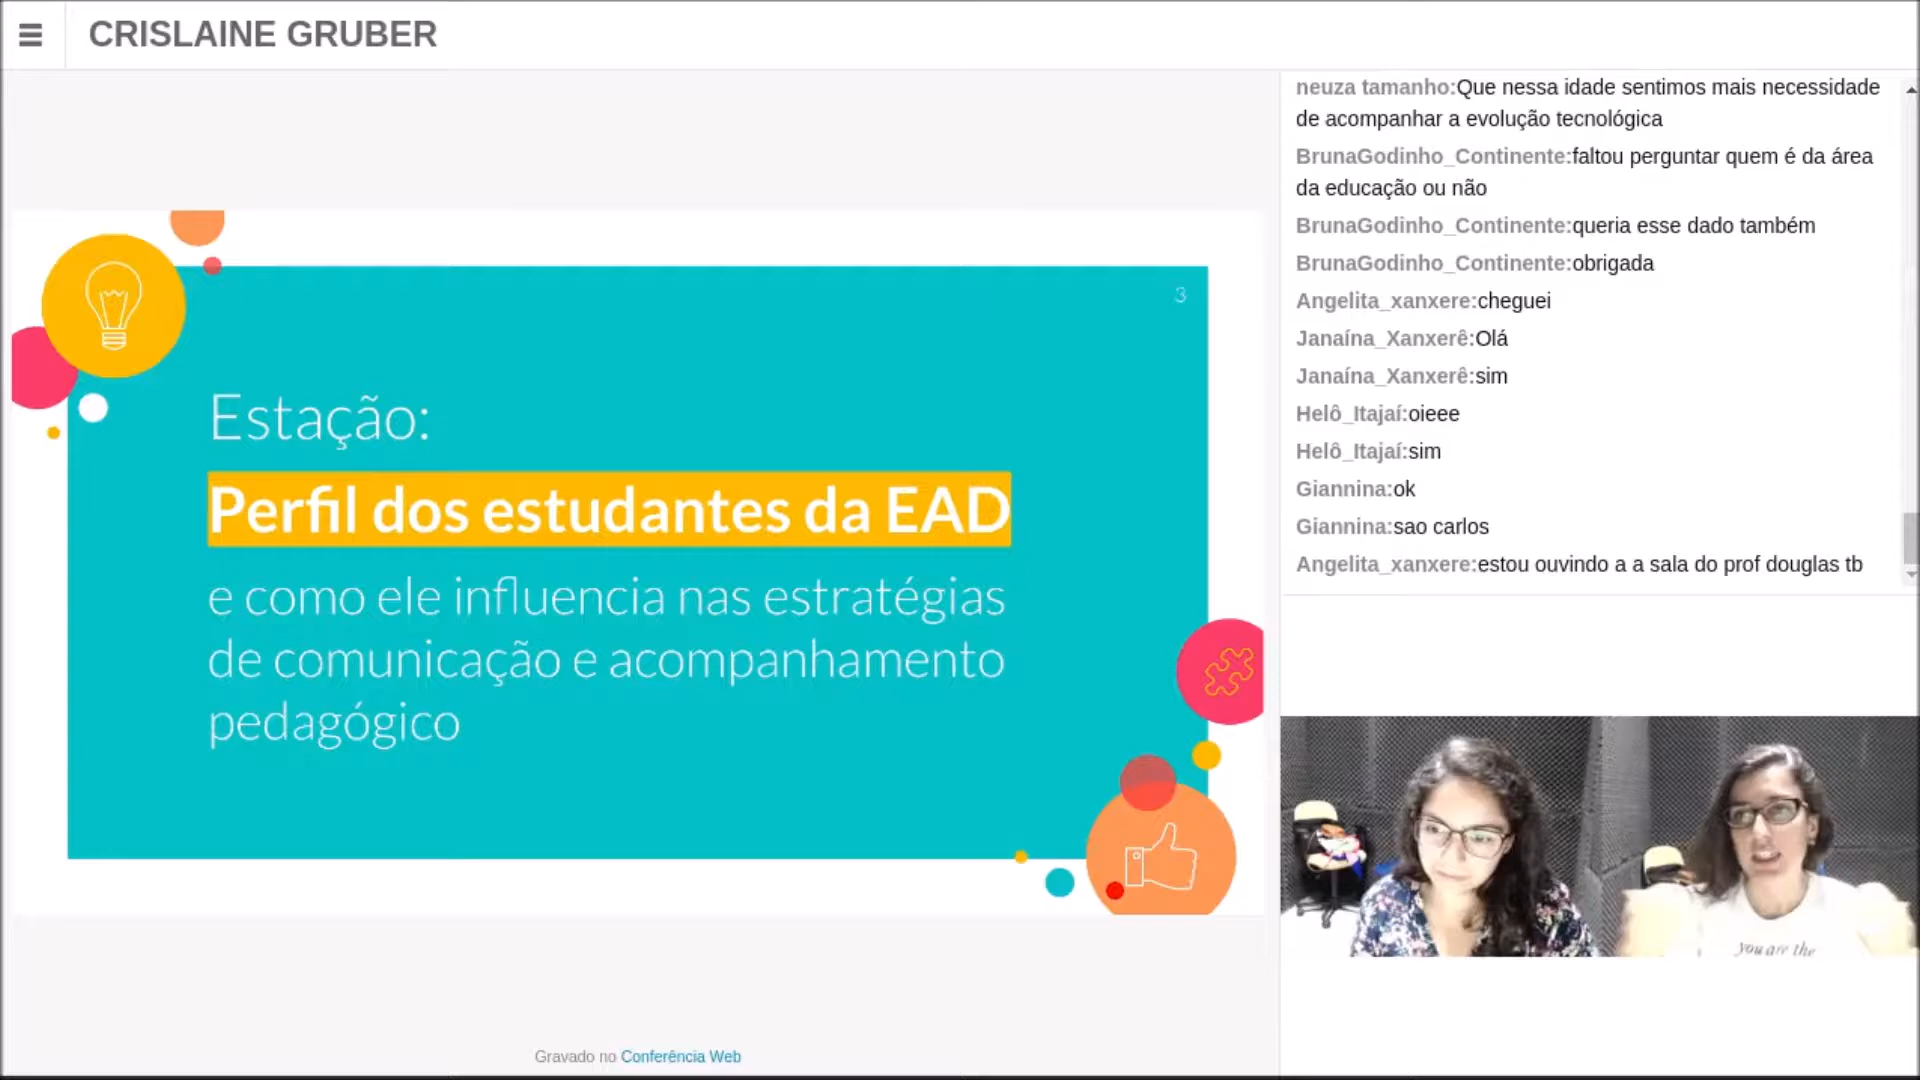 CRISLAINE GRUBER
3
Estação:
Perfil dos estudantes da EAD
e como ele influencia nas estratégias
de comunicação e acompanhamento
pedagógico
Gravado no Conferência Web
neuza tamanho:Que nessa idade sentimos mais necessidade
de acompanhar a evolução tecnológica
BrunaGodinho_Continente:faltou perguntar quem é da área
da educação ou não
BrunaGodinho_Continente:queria esse dado também
BrunaGodinho_Continente:obrigada
Angelita_xanxere:cheguei
Janaína_Xanxerê:Olá
Janaína_Xanxerê:sim
Helô_Itajaí:oieee
Helô_Itajaí:sim
Giannina:ok
Giannina:sao carlos
Angelita_xanxere:estou ouvindo a a sala do prof douglas tb
you are the